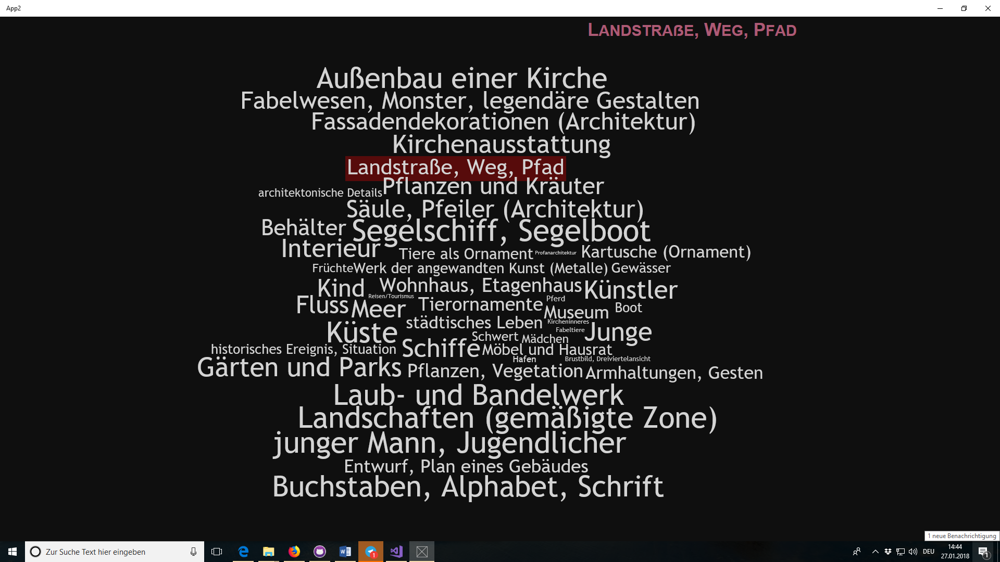 App2
LANDSTRAßE, WEG, PFAD
Außenbau einer Kirche
Fabelwesen, Monster, legendäre Gestalten
Fassadendekorationen (Architektur)
Kirchenausstattung
Landstraße, Weg, Pfad
architektonische Details Pflanzen und Kräuter
Säule, Pfeiler (Architektur)
Behälter Segelschiff, Segelboot
Interieur Tiere als Ornament Profanarchitektur Kartusche (Ornament)
Früchte Werk der angewandten Kunst (Metalle) Gewässer
Kind Wohnhaus, Etagenhaus Künstler
Reisen/Tourismus
Fluss Meer Tierornamente Pferd Museum Boot
städtisches Leben Kircheninneres
Küste Schwert Mädchen Fabeltiere Junge
historisches Ereignis, Situation Schiffe Möbel und Hausrat
Hafen Brustbild, Dreiviertelansicht
Gärten und Parks Pflanzen, Vegetation Armhaltungen, Gesten
Laub- und Bandelwerk
Landschaften (gemäßigte Zone)
junger Mann, Jugendlicher
Entwurf, Plan eines Gebäudes
Buchstaben, Alphabet, Schrift
1 neue Benachrichtigung
Zur Suche Text hier eingeben
1
DEU
14:44
27.01.2018
1